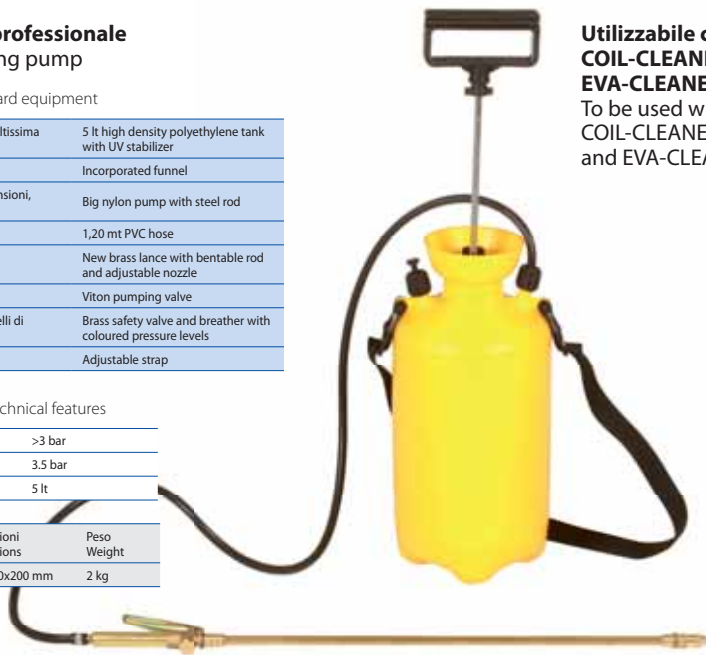 professionale
ng pump
ard equipment
ltissima
5 lt high density polyethylene tank
with UV stabilizer
Incorporated funnel
nsioni,
Big nylon pump with steel rod
1,20 mt PVC hose
New brass lance with bentable rod
and adjustable nozzle
Viton pumping valve
elli di
Brass safety valve and breather with
coloured pressure levels
Adjustable strap
chnical features
>3 bar
3.5 bar
5 lt
ioni
ions
Peso
Weight
0x200 mm
2 kg
Utilizzabile c
COIL-CLEANE
EVA-CLEANE
To be used w
COIL-CLEANE
and EVA-CLEA